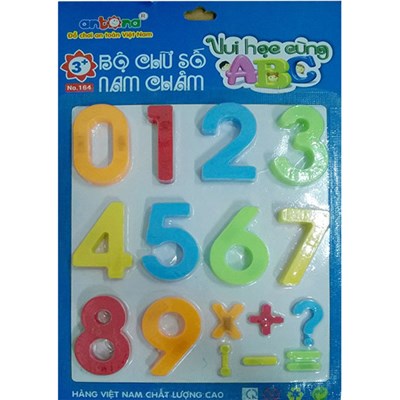 antona®
Đồ chơi an toàn Việt Nam
3+
No.184
BỘ CHỮ SỐ
NAM CHÂM
Vui học cùng
ABC
0 1 2 3
4 5 6 7
8 9 x + ?
: - =
HÀNG VIỆT NAM CHẤT LƯỢNG CAO